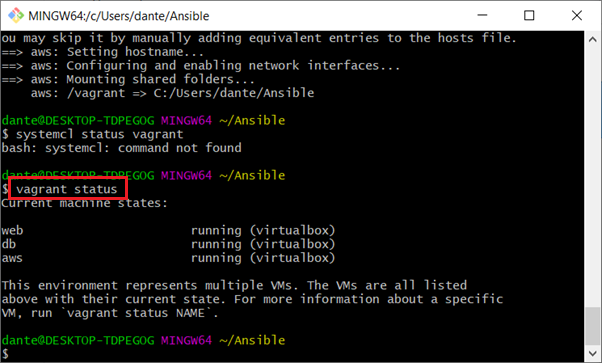 MINGW64:/c/Users/dante/Ansible
ou may skip it by manually adding equivalent entries to the hosts file.
==> aws: Setting hostname...
==> aws: Configuring and enabling network interfaces...
==> aws: Mounting shared folders...
aws: /vagrant => C:/Users/dante/Ansible
dante@DESKTOP-TDPEGOG MINGW64 ~/Ansible
$ systemcl status vagrant
bash: systemcl: command not found
dante@DESKTOP-TDPEGOG MINGW64 ~/Ansible
$ vagrant status
Current machine states:
web running (virtualbox)
db running (virtualbox)
aws running (virtualbox)
This environment represents multiple VMs. The VMs are all listed
above with their current state. For more information about a specific
VM, run `vagrant status NAME`.
dante@DESKTOP-TDPEGOG MINGW64 ~/Ansible
$